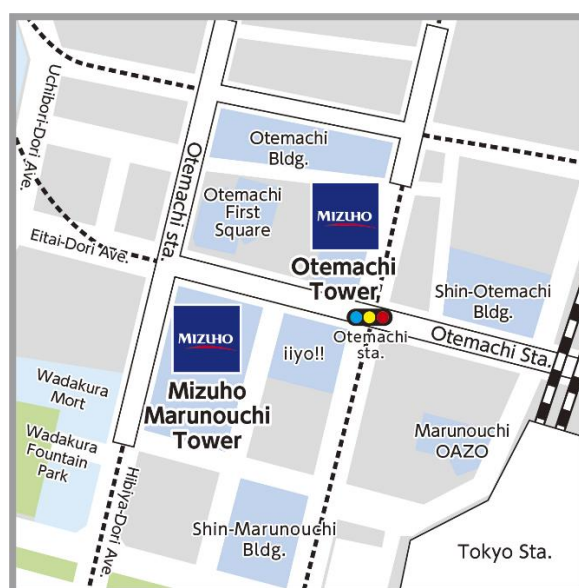 Uchibori-Dori Ave.
Otemachi
Bldg.
Otemachi sta.
Otemachi
First
Square
MIZUHO
Otemachi
Tower
Eitai-Dori Ave.
Shin-Otemachi
Bldg.
MIZUHO
iiyo!!
Otemachi
sta.
Otemachi Sta.
Wadakura
Mort
Mizuho
Marunouchi
Tower
Wadakura
Fountain
Park
Marunouchi
OAZO
Hibiya-Dori Ave.
Shin-Marunouchi
Bldg.
Tokyo Sta.